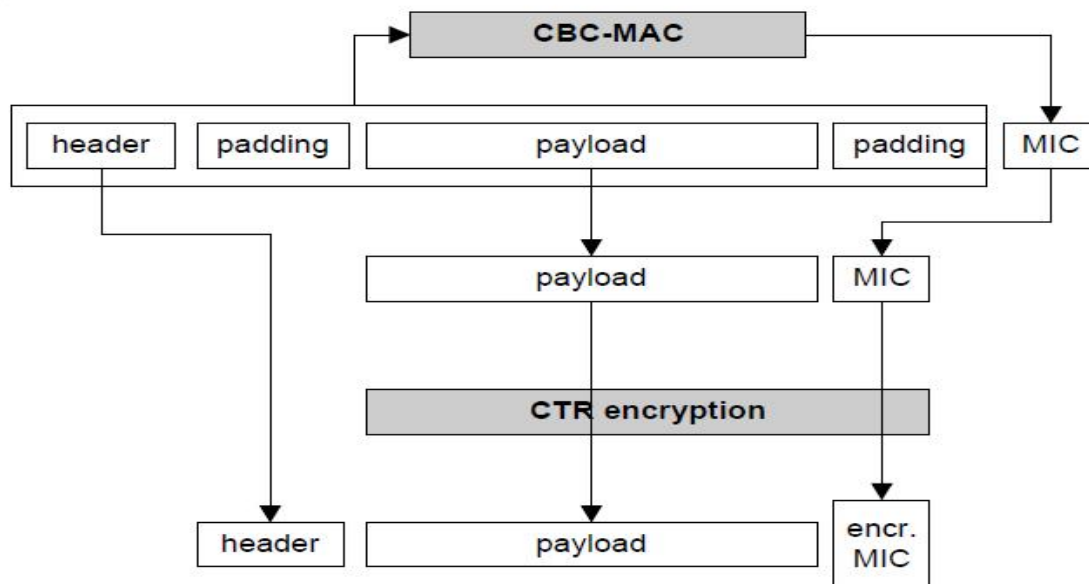 CBC-MAC
header padding payload padding MIC
payload MIC
CTR encryption
header payload encr.
MIC